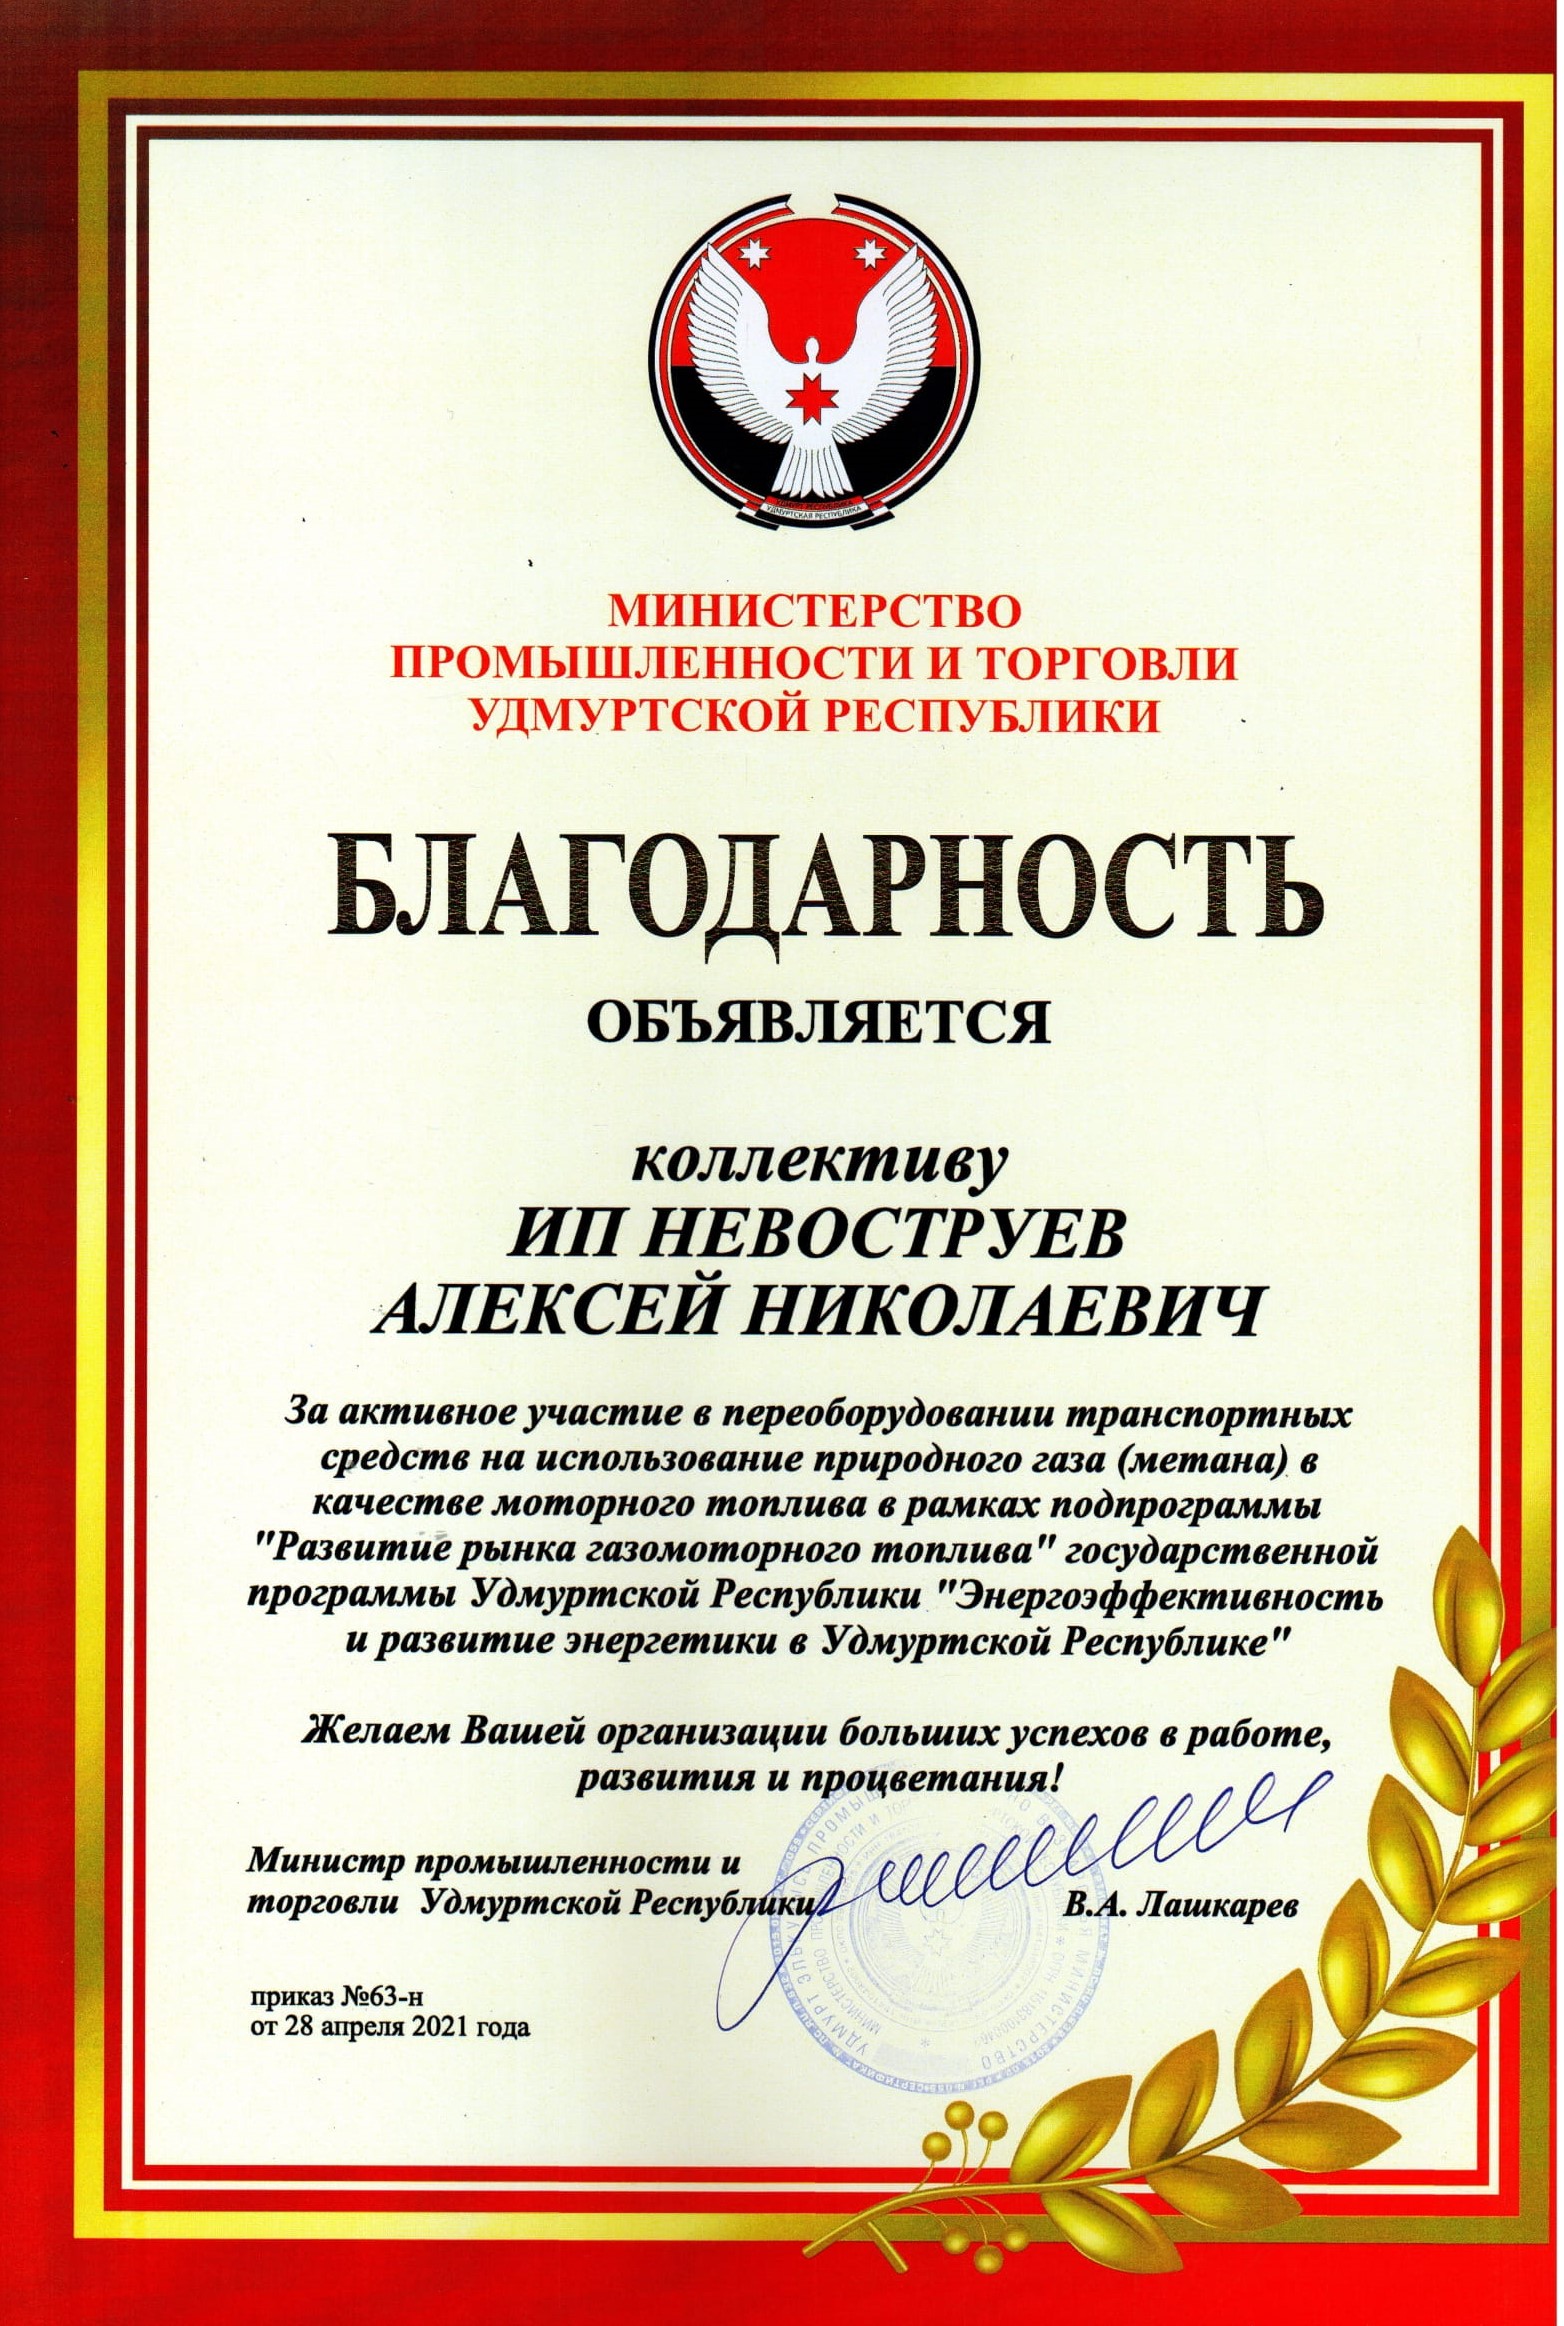 УДМУРТ РЕСПУБЛИКА
УДМУРТСКАЯ РЕСПУБЛИКА
МИНИСТЕРСТВО
ПРОМЫШЛЕННОСТИ И ТОРГОВЛИ
УДМУРТСКОЙ РЕСПУБЛИКИ
БЛАГОДАРНОСТЬ
ОБЪЯВЛЯЕТСЯ
коллективу
ИП НЕВОСТРУЕВ
АЛЕКСЕЙ НИКОЛАЕВИЧ
За активное участие в переоборудовании транспортных
средств на использование природного газа (метана) в
качестве моторного топлива в рамках подпрограммы
"Развитие рынка газомоторного топлива" государственной
программы Удмуртской Республики "Энергоэффективность
и развитие энергетики в Удмуртской Республике"
Желаем Вашей организации больших успехов в работе,
развития и процветания!
Министр промышленности и
торговли Удмуртской Республики
В.А. Лашкарев
приказ №63-н
от 28 апреля 2021 года